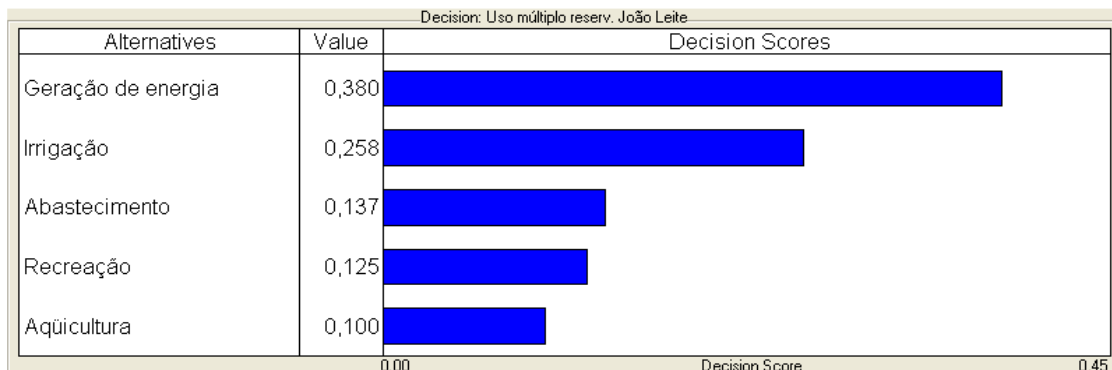 Decision: Uso múltiplo reserv. João Leite
Alternatives Value Decision Scores
Geração de energia 0,380
Irrigação 0,258
Abastecimento 0,137
Recreação 0,125
Aqüicultura 0,100
0.00 Decision Score 0.45